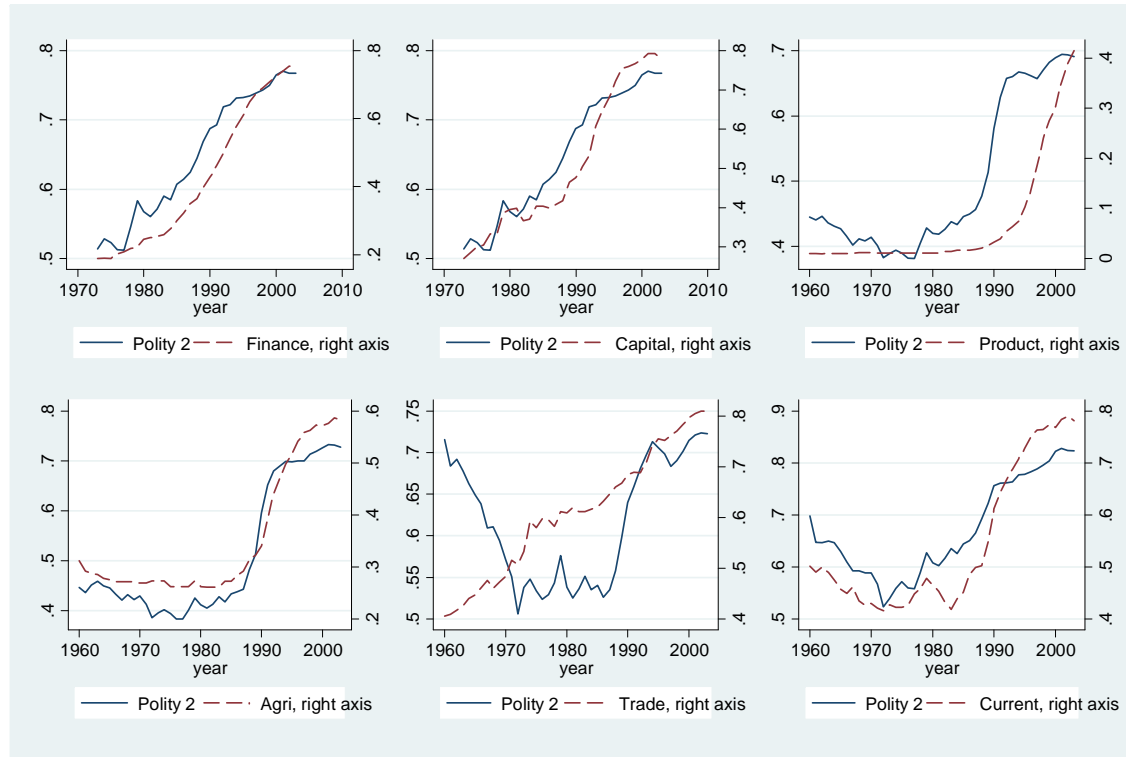 .8 .8 .8 .8 .7 .4
.7 .6 .7 .7 .6 .3
.6
.6 .4 .6 .5 .5 .2
.4 .1
.5 .2 .5 .3 .4 0
1970 1980 1990 2000 2010 1970 1980 1990 2000 2010 1960 1970 1980 1990 2000
year year year
Polity 2 Finance, right axis Polity 2 Capital, right axis Polity 2 Product, right axis
.8 .6 .75 .8 .9 .8
.7 .5 .7 .7 .8 .7
.6 .4 .65 .6 .7 .6
.6
.5 .3 .55 .5 .6 .5
.4 .2 .5 .4 .5 .4
1960 1970 1980 1990 2000 1960 1970 1980 1990 2000 1960 1970 1980 1990 2000
year year year
Polity 2 Agri, right axis Polity 2 Trade, right axis Polity 2 Current, right axis